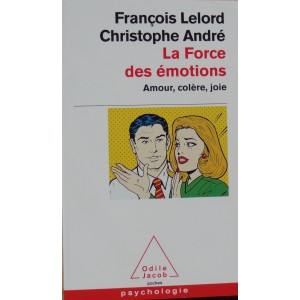 François Lelord
Christophe André
La Force
des émotions
Amour, colère, joie
Odile
Jacob
poches
psychologie